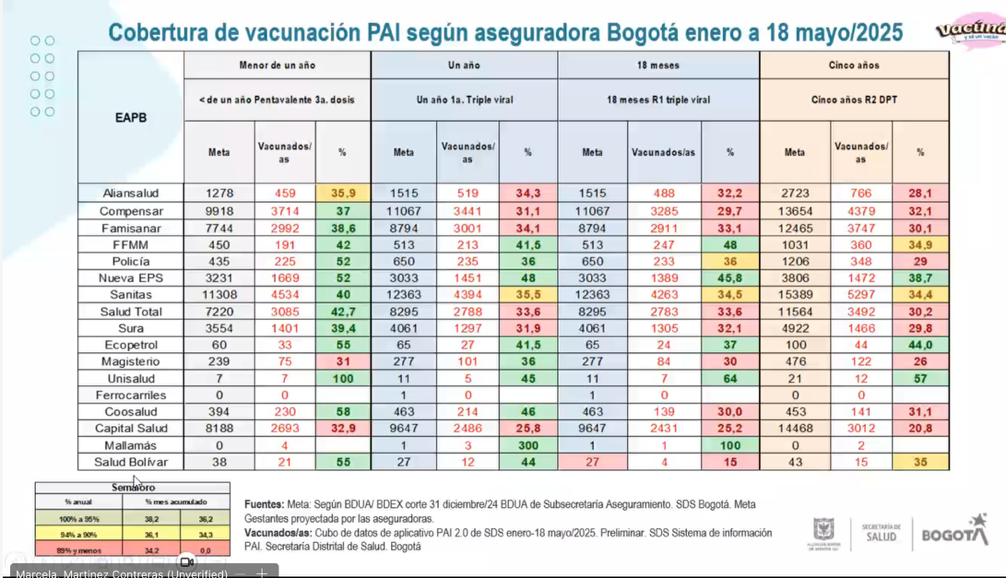 Cobertura de vacunación PAI según aseguradora Bogotá enero a 18 mayo/2025
Vacuna
EAPB
Menor de un año Un año 18 meses Cinco años
< de un año Pentavalente 3a. dosis Un año 1a. Triple viral 18 meses R1 triple viral Cinco años R2 DPT
Meta Vacunados/as % Meta Vacunados/as % Meta Vacunados/as % Meta Vacunados/as %
Aliansalud 1278 459 35,9 1515 519 34,3 1515 488 32,2 2723 766 28,1
Compensar 9918 3714 37 11067 3441 31,1 11067 3285 29,7 13654 4379 32,1
Famisanar 7744 2992 38,6 8794 3001 34,1 8794 2911 33,1 12465 3747 30,1
FFMM 450 191 42 513 213 41,5 513 247 48 1031 360 34,9
Policía 435 225 52 650 235 36 650 233 36 1206 348 29
Nueva EPS 3231 1669 52 3033 1451 48 3033 1389 45,8 3806 1472 38,7
Sanitas 11308 4534 40 12363 4394 35,5 12363 4263 34,5 15389 5297 34,4
Salud Total 7220 3085 42,7 8295 2788 33,6 8295 2783 33,6 11564 3492 30,2
Sura 3554 1401 39,4 4061 1297 31,9 4061 1305 32,1 4922 1466 29,8
Ecopetrol 60 33 55 65 27 41,5 65 24 37 100 44 44,0
Magisterio 239 75 31 277 101 36 277 84 30 476 122 26
Unisalud 7 7 100 11 5 45 11 7 64 21 12 57
Ferrocarriles 0 0 1 0 1 0 0 0
Coosalud 394 230 58 463 214 46 463 139 30,0 453 141 31,1
Capital Salud 8188 2693 32,9 9647 2486 25,8 9647 2431 25,2 14468 3012 20,8
Mallamás 0 4 1 3 300 1 1 100 0 2
Salud Bolívar 38 21 55 27 12 44 27 4 15 43 15 35
Semáforo
% anual % mes acumulado
100% a 95% 38,2 36,2
94% a 90% 36,1 34,3
89% y menos 34,2 0,0
Fuentes: Meta: Según BDUA/ BDEX corte 31 diciembre/24 BDUA de Subsecretaría Aseguramiento. SDS Bogotá. Meta
Gestantes proyectada por las aseguradoras.
Vacunados/as: Cubo de datos de aplicativo PAI 2.0 de SDS enero-18 mayo/2025. Preliminar. SDS Sistema de información
PAI. Secretaría Distrital de Salud. Bogotá
SECRETARÍA DE
SALUD
BOGOTÁ
Marcela, Martinez Contreras (Unverified)